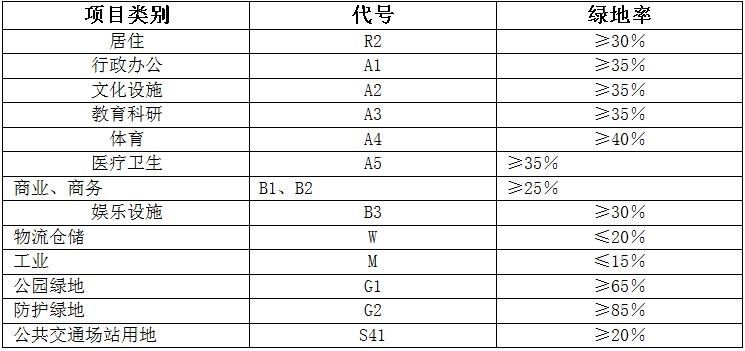 项目类别 代号 绿地率
居住 R2 ≥30%
行政办公 A1 ≥35%
文化设施 A2 ≥35%
教育科研 A3 ≥35%
体育 A4 ≥40%
医疗卫生 A5 ≥35%
商业、商务 B1、B2 ≥25%
娱乐设施 B3 ≥30%
物流仓储 W ≤20%
工业 M ≤15%
公园绿地 G1 ≥65%
防护绿地 G2 ≥85%
公共交通场站用地 S41 ≥20%